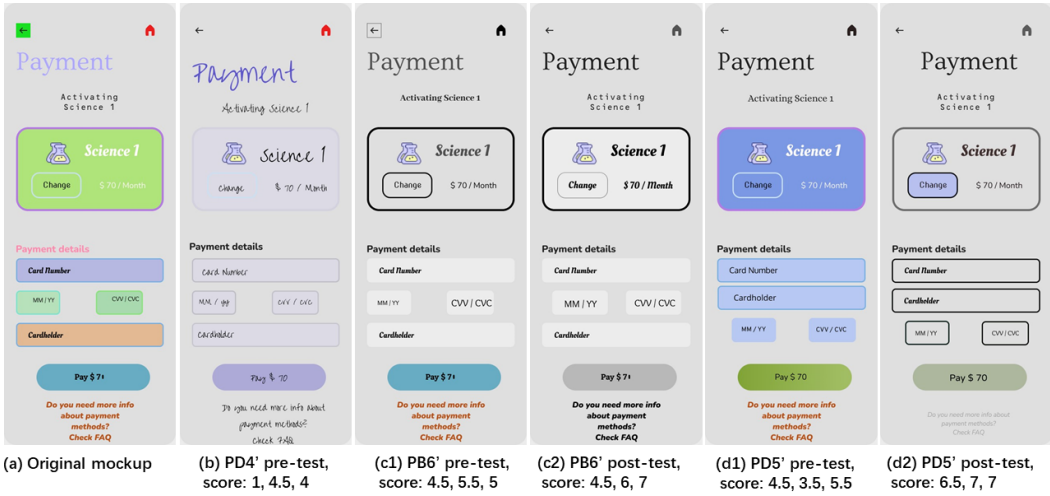 Payment
Activating
Science 1
Science 1
Change
$ 70 / Month
Payment details
Card Number
MM / YY
CVV / CVC
Cardholder
Pay $ 7
Do you need more info
about payment
methods?
Check FAQ
(a) Original mockup
Payment
Activating Science 1
Science 1
Change
$ 70 / Month
Payment details
Card Number
MM / yy
CVV / CVC
Cardholder
Pay $ 70
Do you need more info about
payment methods?
Check FAQ
(b) PD4’ pre-test,
score: 1, 4.5, 4
Payment
Activating Science 1
Science 1
Change
$ 70 / Month
Payment details
Card Number
MM / YY
CVV / CVC
Cardholder
Pay $ 7
Do you need more info
about payment
methods?
Check FAQ
(c1) PB6’ pre-test,
score: 4.5, 5.5, 5
Payment
Activating
Science 1
Science 1
Change
$ 70 / Month
Payment details
Card Number
MM / YY
CVV / CVC
Cardholder
Pay $ 7
Do you need more info
about payment
methods?
Check FAQ
(c2) PB6’ post-test,
score: 4.5, 6, 7
Payment
Activating Science 1
Science 1
Change
$ 70 / Month
Payment details
Card Number
Cardholder
MM / YY
CVV / CVC
Pay $ 70
Do you need more info
about payment
methods?
Check FAQ
(d1) PD5’ pre-test,
score: 4.5, 3.5, 5.5
Payment
Activating
Science 1
Science 1
Change
$ 70 / Month
Payment details
Card Number
Cardholder
MM / YY
CVV / CVC
Pay $ 70
Do you need more info about
payment methods?
Check FAQ
(d2) PD5’ post-test,
score: 6.5, 7, 7